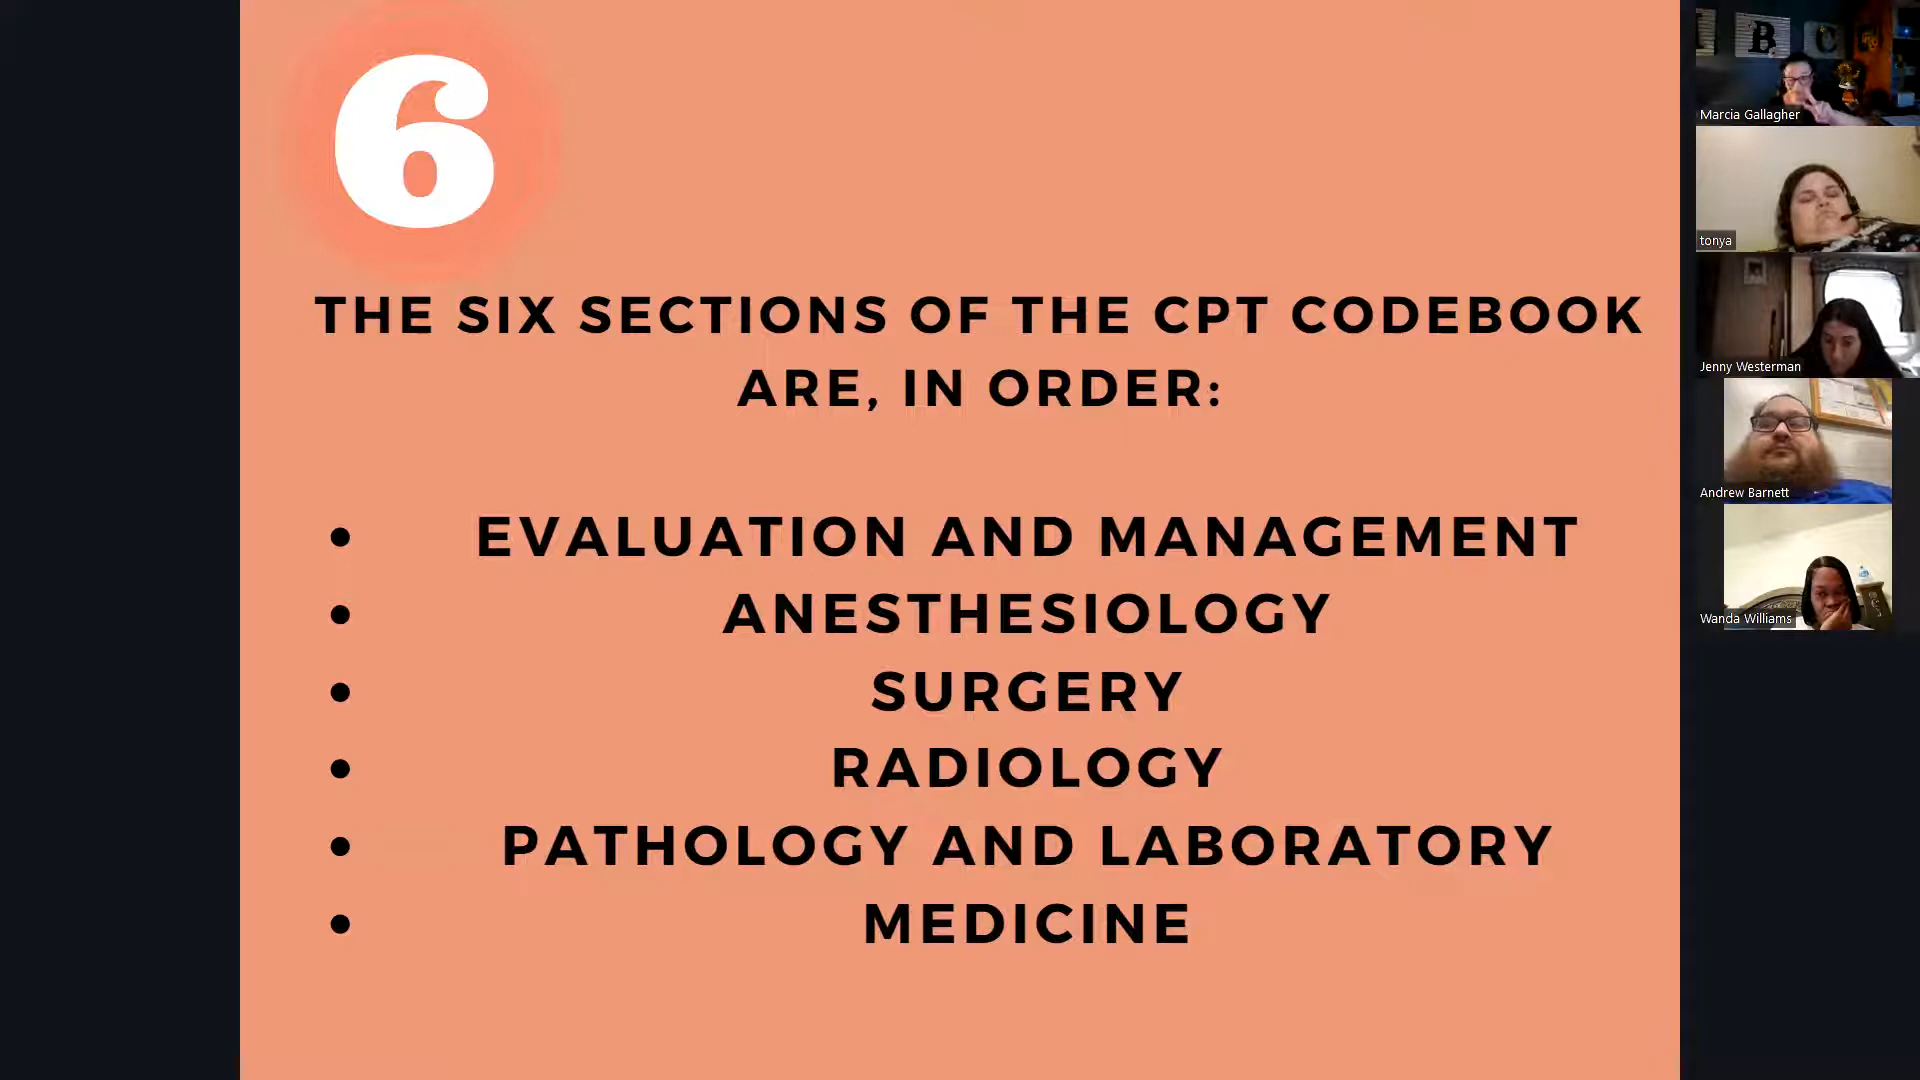 6
THE SIX SECTIONS OF THE CPT CODEBOOK
ARE, IN ORDER:
• EVALUATION AND MANAGEMENT
• ANESTHESIOLOGY
• SURGERY
• RADIOLOGY
• PATHOLOGY AND LABORATORY
• MEDICINE
B C
Marcia Gallagher
tonya
Jenny Westerman
Andrew Barnett
Wanda Williams